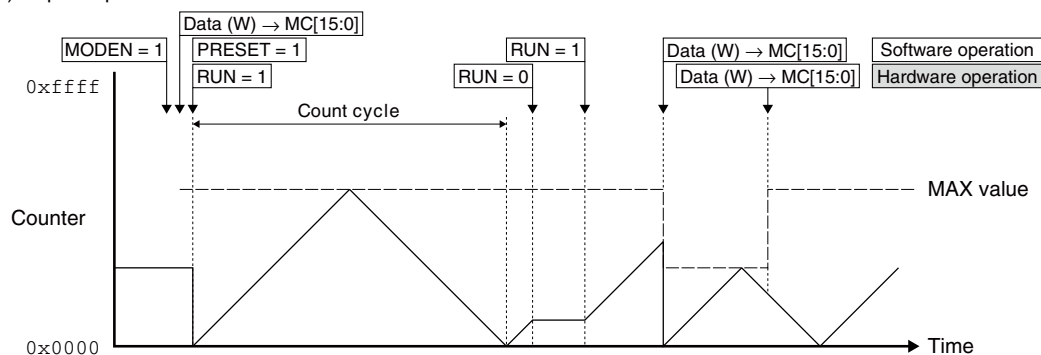 Data (W) → MC[15:0]
MODEN = 1
PRESET = 1
RUN = 1
Data (W) → MC[15:0]
Software operation
RUN = 1
RUN = 0
Data (W) → MC[15:0]
Hardware operation
0xffff
Count cycle
MAX value
Counter
0x0000
Time